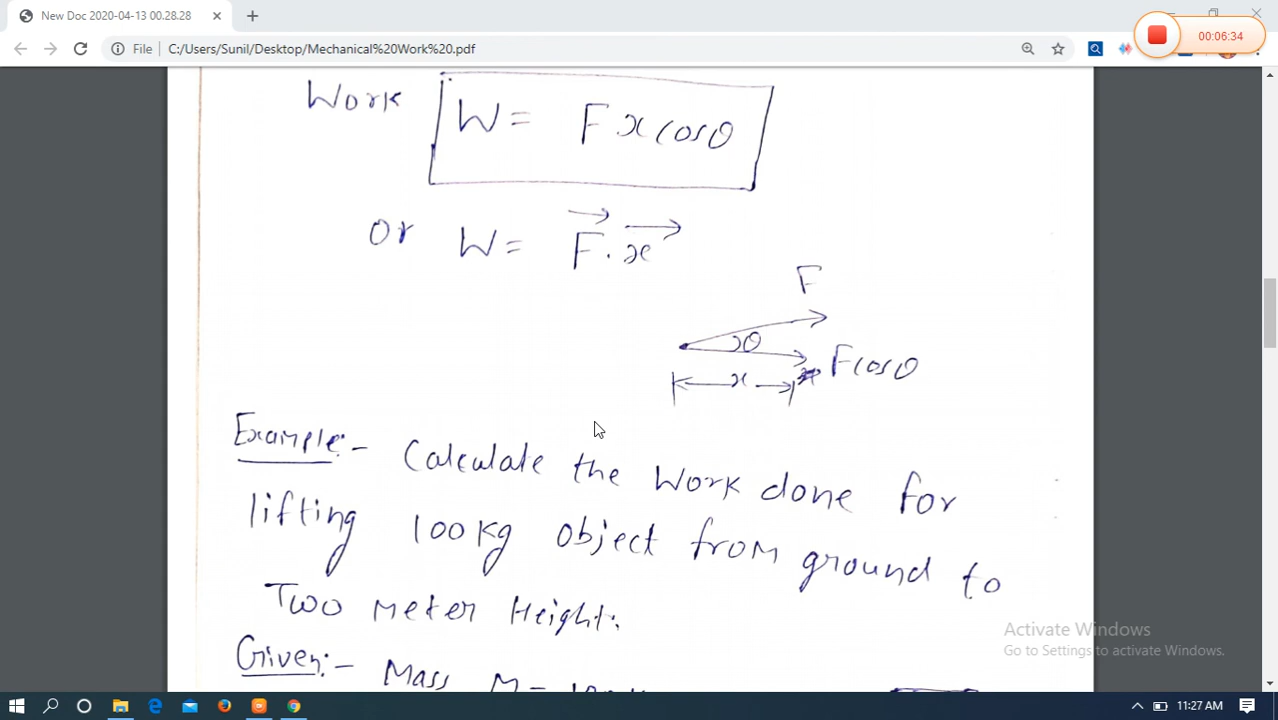 New Doc 2020-04-13 00.28.28
00:06:34
File C:/Users/Sunil/Desktop/Mechanical%20Work%20.pdf
Work W = F x cosθ
Or W = F . x
F
θ
F cosθ
x
Example:- Calculate the Work done for
lifting 100 kg object from ground to
Two Meter Height.
Given:- Mass M =
Activate Windows
Go to Settings to activate Windows.
11:27 AM